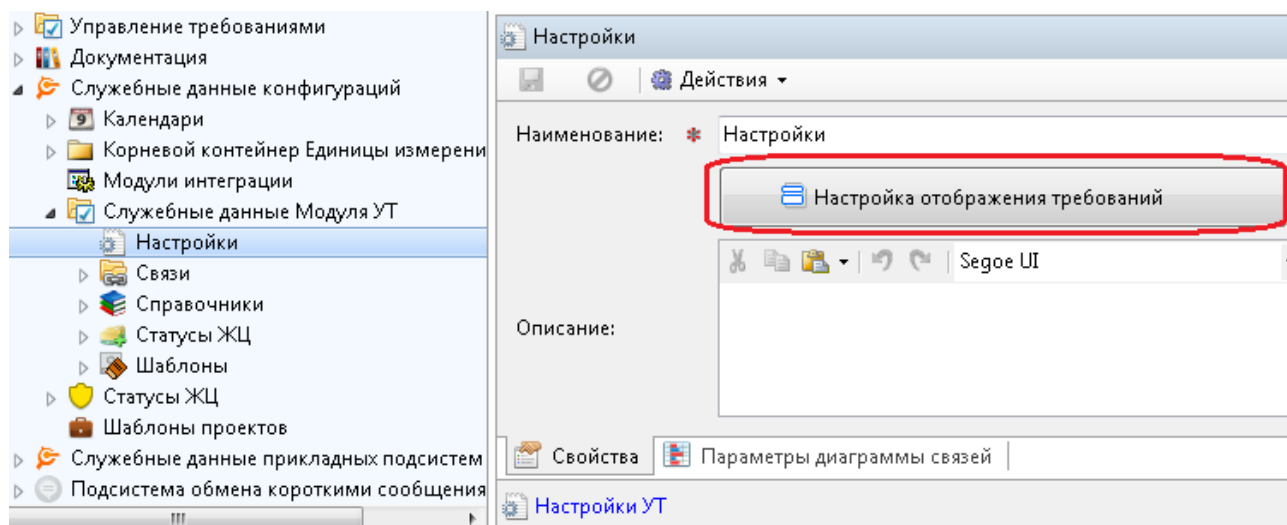 Управление требованиями
Документация
Служебные данные конфигураций
9 Календари
Корневой контейнер Единицы измерени
Модули интеграции
Служебные данные Модуля УТ
Настройки
Связи
Справочники
Статусы ЖЦ
Шаблоны
Статусы ЖЦ
Шаблоны проектов
Служебные данные прикладных подсистем
Подсистема обмена короткими сообщения
Настройки
Действия
Наименование: * Настройки
Настройка отображения требований
Segoe UI
Описание:
Свойства Параметры диаграммы связей
Настройки УТ